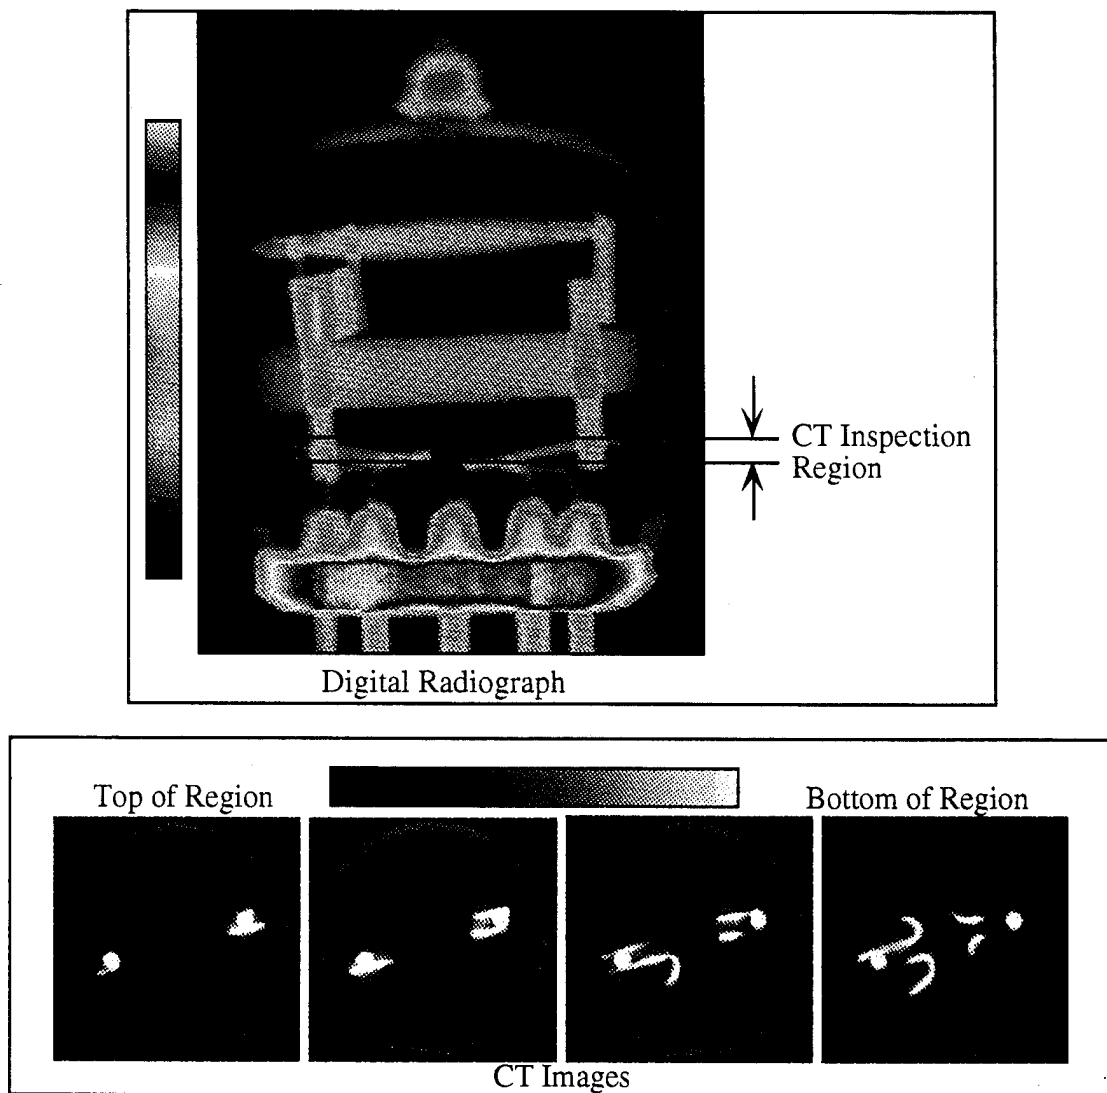 CT Inspection
Region
Digital Radiograph
Top of Region
Bottom of Region
CT Images